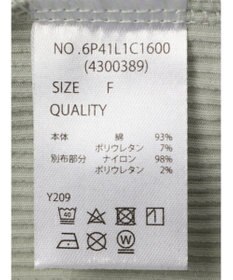 NO.6P41L1C1600
(4300389)
SIZE F
QUALITY
本体 綿 93%
ポリウレタン 7%
別布部分 ナイロン 98%
ポリウレタン 2%
Y209
40
W